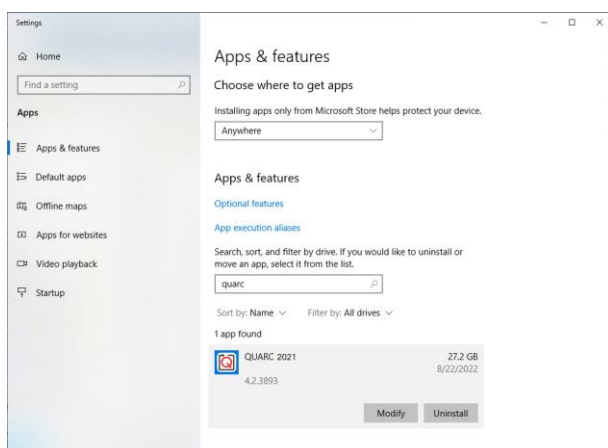 Settings
Home
Find a setting
Apps
Apps & features
Default apps
Offline maps
Apps for websites
Video playback
Startup
Apps & features
Choose where to get apps
Installing apps only from Microsoft Store helps protect your device.
Anywhere
Apps & features
Optional features
App execution aliases
Search, sort, and filter by drive. If you would like to uninstall or
move an app, select it from the list.
quarc
Sort by: Name Filter by: All drives
1 app found
QUARC 2021 27.2 GB
8/22/2022
4.2.3893
Modify Uninstall